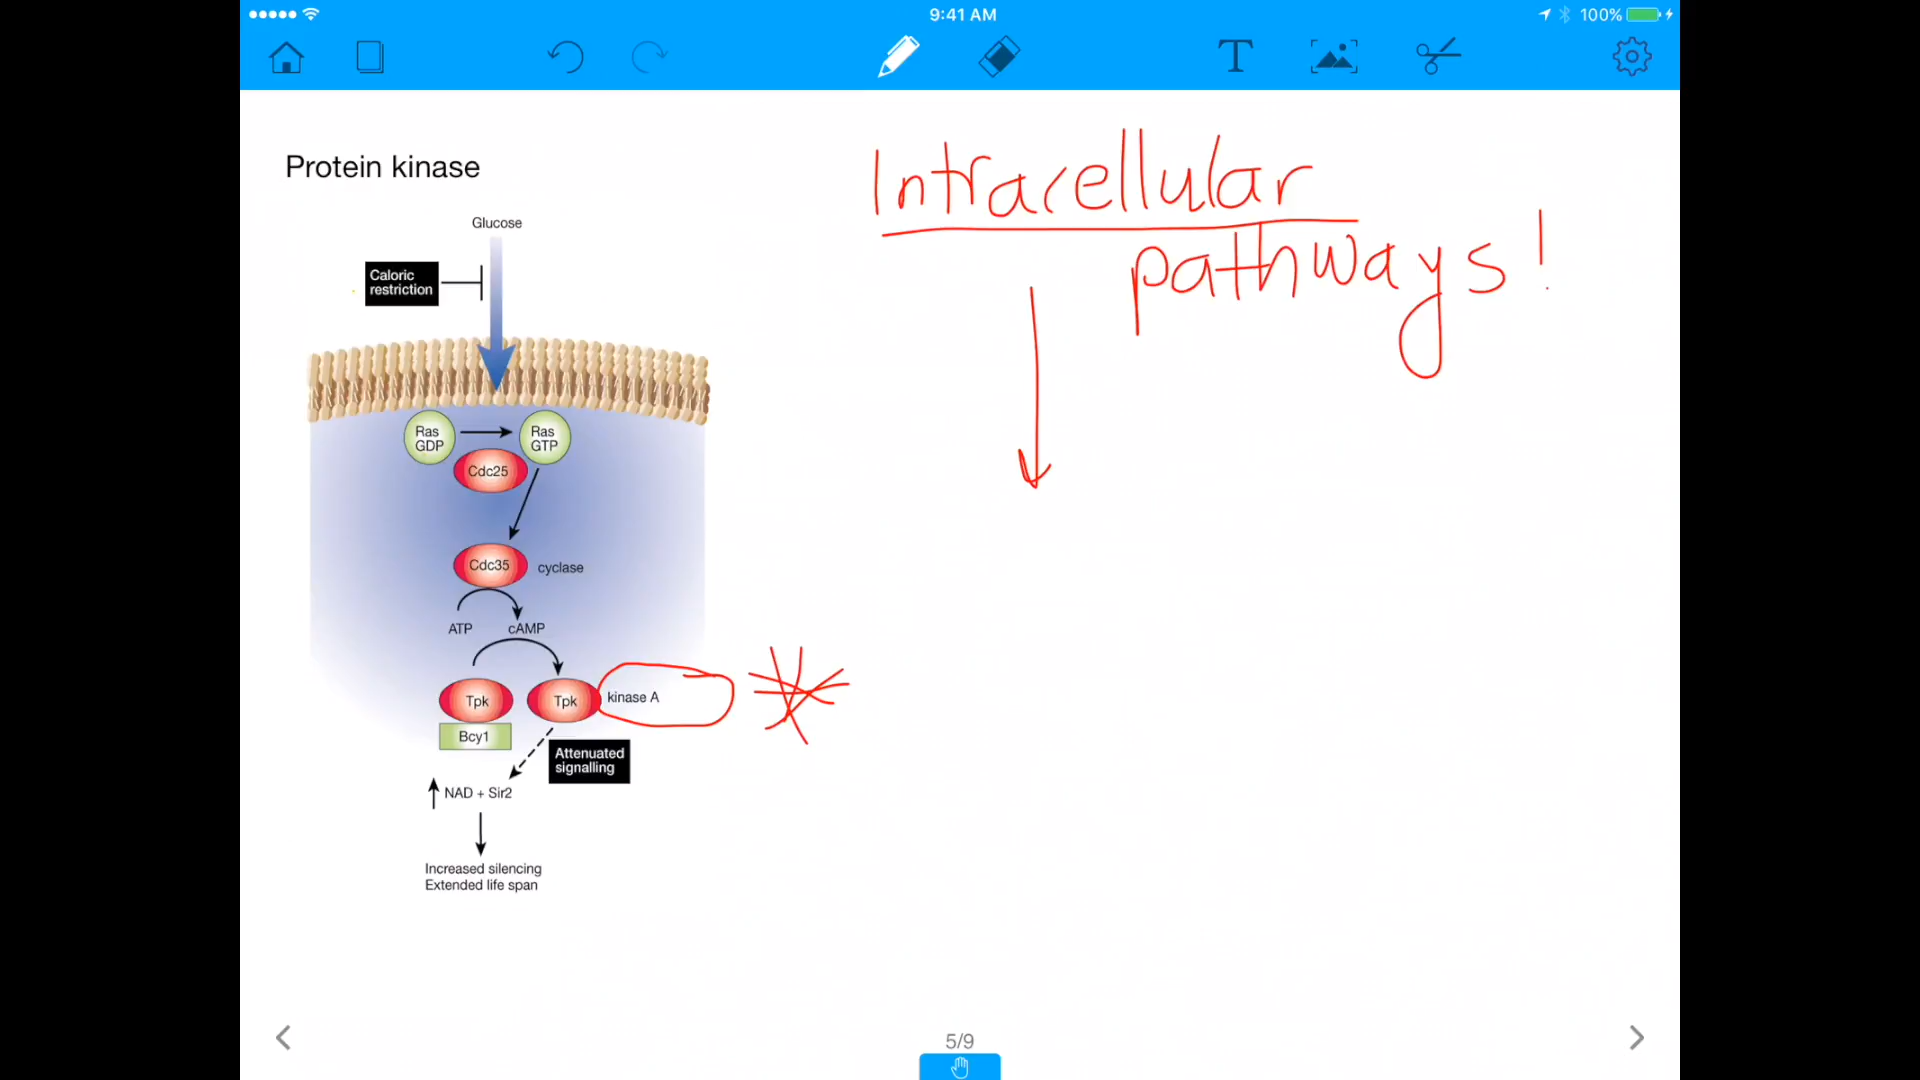 9:41 AM
100%
T
Protein kinase
Intracellular
pathways!
Glucose
Caloric
restriction
Ras
GDP
Ras
GTP
Cdc25
Cdc35
cyclase
ATP
cAMP
Tpk
Tpk
kinase A
Bcy1
Attenuated
signalling
NAD + Sir2
Increased silencing
Extended life span
5/9